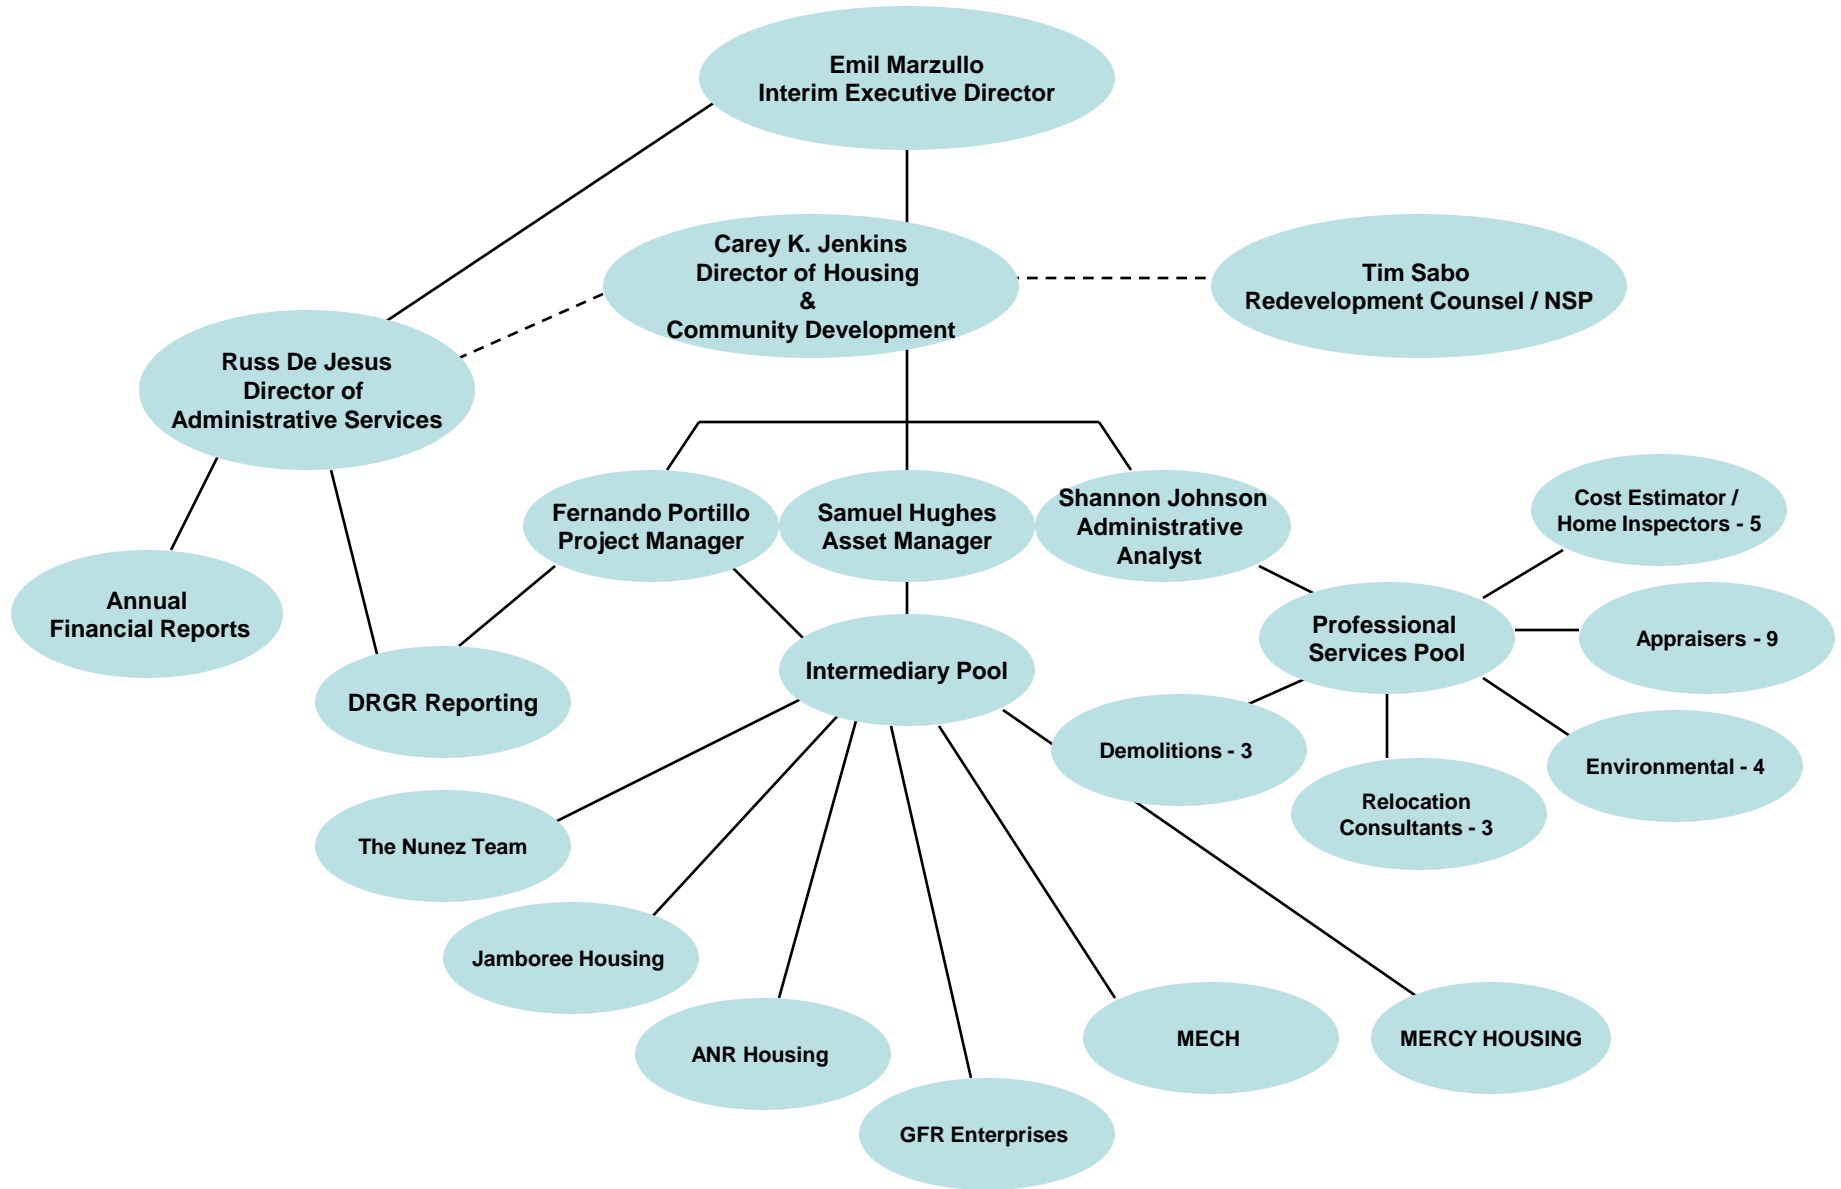 Emil Marzullo
Interim Executive Director
Carey K. Jenkins
Director of Housing
&
Community Development
Tim Sabo
Redevelopment Counsel / NSP
Russ De Jesus
Director of
Administrative Services
Fernando Portillo
Project Manager
Samuel Hughes
Asset Manager
Shannon Johnson
Administrative
Analyst
Cost Estimator /
Home Inspectors - 5
Annual
Financial Reports
Professional
Services Pool
Appraisers - 9
Intermediary Pool
DRGR Reporting
Demolitions - 3
Environmental - 4
Relocation
Consultants - 3
The Nunez Team
Jamboree Housing
ANR Housing
GFR Enterprises
MECH
MERCY HOUSING